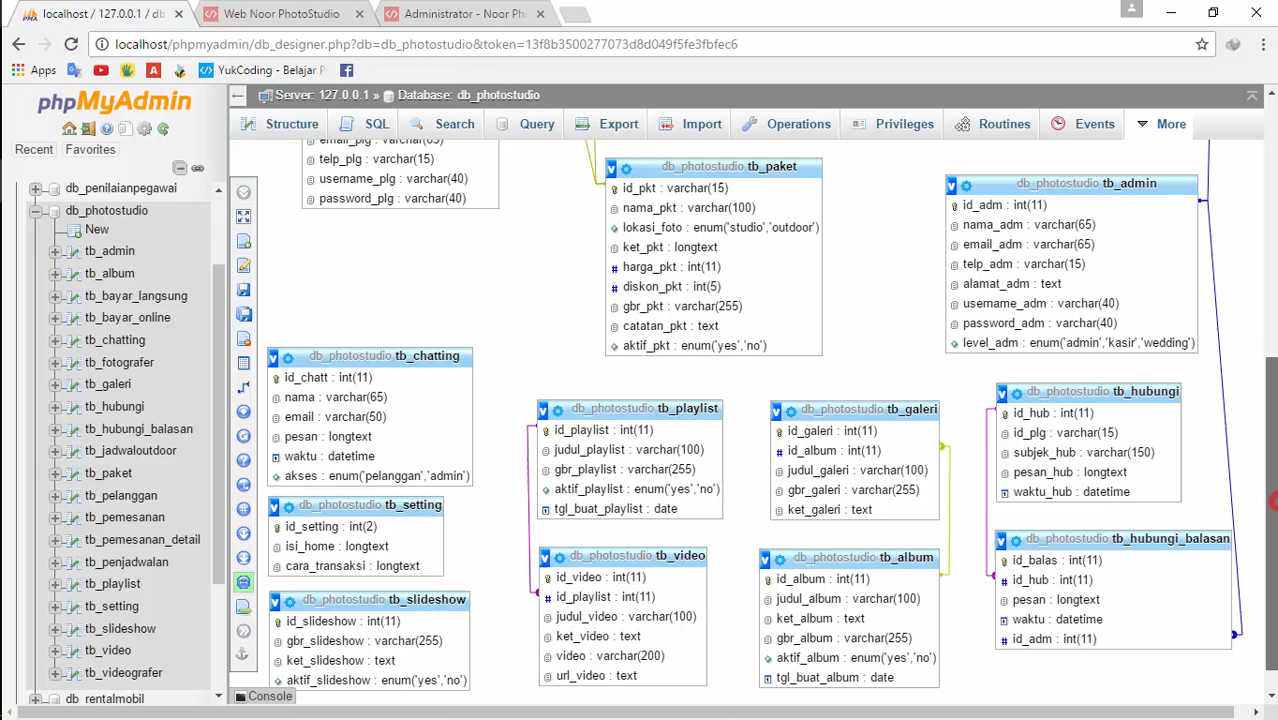 localhost / 127.0.0.1 / d
Web Noor PhotoStudio
Administrator - Noor Ph
localhost/phpmyadmin/db_designer.php?db=db_photostudio&token=13f8b3500277073d8d049f5fe3fbfec6
Apps
YukCoding - Belajar P
phpMyAdmin
Recent
Favorites
db_penilaianpegawai
db_photostudio
New
tb_admin
tb_album
tb_bayar_langsung
tb_bayar_online
tb_chatting
tb_fotografer
tb_galeri
tb_hubungi
tb_hubungi_balasan
tb_jadwaloutdoor
tb_paket
tb_pelanggan
tb_pemesanan
tb_pemesanan_detail
tb_penjadwalan
tb_playlist
tb_setting
tb_slideshow
tb_video
tb_videografer
db_rentalmobil
Server: 127.0.0.1 » Database: db_photostudio
Structure
SQL
Search
Query
Export
Import
Operations
Privileges
Routines
Events
More
telp_plg : varchar(15)
username_plg : varchar(40)
password_plg : varchar(40)
db_photostudio tb_paket
id_pkt : varchar(15)
nama_pkt : varchar(100)
lokasi_foto : enum('studio','outdoor')
ket_pkt : longtext
harga_pkt : int(11)
diskon_pkt : int(5)
gbr_pkt : varchar(255)
catatan_pkt : text
aktif_pkt : enum('yes','no')
db_photostudio tb_admin
id_adm : int(11)
nama_adm : varchar(65)
email_adm : varchar(65)
telp_adm : varchar(15)
alamat_adm : text
username_adm : varchar(40)
password_adm : varchar(40)
level_adm : enum('admin','kasir','wedding')
db_photostudio tb_chatting
id_chatt : int(11)
nama : varchar(65)
email : varchar(50)
pesan : longtext
waktu : datetime
akses : enum('pelanggan','admin')
db_photostudio tb_setting
id_setting : int(2)
isi_home : longtext
cara_transaksi : longtext
db_photostudio tb_slideshow
id_slideshow : int(11)
gbr_slideshow : varchar(255)
ket_slideshow : text
aktif_slideshow : enum('yes','no')
db_photostudio tb_playlist
id_playlist : int(11)
judul_playlist : varchar(100)
gbr_playlist : varchar(255)
aktif_playlist : enum('yes','no')
tgl_buat_playlist : date
db_photostudio tb_video
id_video : int(11)
id_playlist : int(11)
judul_video : varchar(100)
ket_video : text
video : varchar(200)
url_video : text
db_photostudio tb_galeri
id_galeri : int(11)
id_album : int(11)
judul_galeri : varchar(100)
gbr_galeri : varchar(255)
ket_galeri : text
db_photostudio tb_album
id_album : int(11)
judul_album : varchar(100)
ket_album : text
gbr_album : varchar(255)
aktif_album : enum('yes','no')
tgl_buat_album : date
db_photostudio tb_hubungi
id_hub : int(11)
id_plg : varchar(15)
subjek_hub : varchar(150)
pesan_hub : longtext
waktu_hub : datetime
db_photostudio tb_hubungi_balasan
id_balas : int(11)
id_hub : int(11)
pesan : longtext
waktu : datetime
id_adm : int(11)
Console